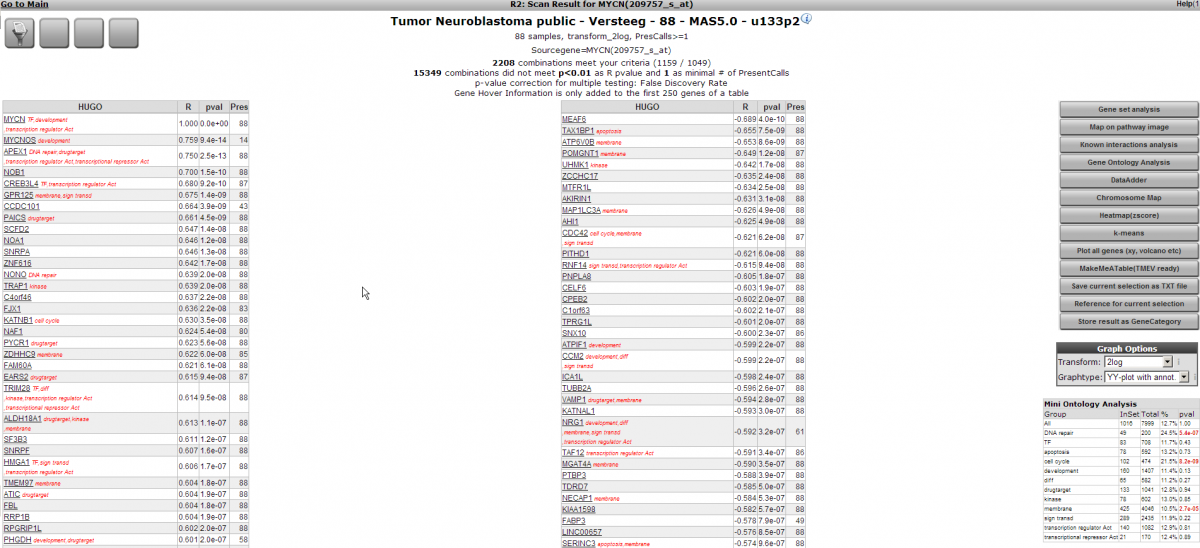 Go to Main
R2: Scan Result for MYCN(209757_s_at)
Help(1
Tumor Neuroblastoma public - Versteeg - 88 - MAS5.0 - u133p2
88 samples, transform_2log, PresCalls>=1
Sourcegene=MYCN(209757_s_at)
2208 combinations meet your criteria (1159 / 1049)
15349 combinations did not meet p<0.01 as R pvalue and 1 as minimal # of PresentCalls
p-value correction for multiple testing: False Discovery Rate
Gene Hover Information is only added to the first 250 genes of a table
HUGO R pval Pres
MYCN TF,development
,transcription regulator Act 1.000 0.0e+00 88
MYCNOS development 0.759 9.4e-14 14
APEX1 DNA repair,drugtarget
,transcription regulator Act,transcriptional repressor Act 0.750 2.5e-13 88
NOB1 0.700 1.5e-10 88
CREB3L4 TF,transcription regulator Act 0.680 9.2e-10 87
GPR125 membrane,sign transd 0.675 1.4e-09 88
CCDC101 0.664 3.9e-09 43
PAICS drugtarget 0.661 4.5e-09 88
SCFD2 0.647 1.4e-08 88
NOA1 0.646 1.2e-08 88
SNRPA 0.646 1.3e-08 88
ZNF616 0.642 1.7e-08 88
NONO DNA repair 0.639 2.0e-08 88
TRAP1 kinase 0.639 2.0e-08 88
C4orf46 0.637 2.2e-08 88
FJX1 0.636 2.2e-08 83
KATNB1 cell cycle 0.630 3.5e-08 88
NAF1 0.624 5.4e-08 80
PYCR1 drugtarget 0.623 5.6e-08 88
ZDHHC9 membrane 0.622 6.0e-08 85
FAM60A 0.621 6.1e-08 88
EARS2 drugtarget 0.615 9.4e-08 87
TRIM28 TF,diff
,kinase,transcription regulator Act
,transcriptional repressor Act 0.614 9.5e-08 88
ALDH18A1 drugtarget,kinase
,membrane 0.613 1.1e-07 88
SF3B3 0.611 1.2e-07 88
SNRPF 0.607 1.6e-07 88
HMGA1 TF,sign transd
,transcription regulator Act 0.606 1.7e-07 88
TMEM97 membrane 0.604 1.8e-07 88
ATIC drugtarget 0.604 1.9e-07 88
FBL 0.604 1.8e-07 88
RRP1B 0.604 1.9e-07 88
RPGRIP1L 0.602 2.0e-07 88
PHGDH development,drugtarget 0.601 2.0e-07 58
HUGO R pval Pres
MEAF6 -0.689 4.0e-10 88
TAX1BP1 apoptosis -0.655 7.5e-09 88
ATP6V0B membrane -0.653 8.6e-09 88
POMGNT1 membrane -0.649 1.2e-08 87
UHMK1 kinase -0.642 1.7e-08 88
ZCCHC17 -0.635 2.4e-08 88
MTFR1L -0.634 2.5e-08 88
AKIRIN1 -0.631 3.1e-08 88
MAP1LC3A membrane -0.626 4.9e-08 88
AHI1 -0.625 4.9e-08 88
CDC42 cell cycle,membrane
,sign transd -0.621 6.2e-08 87
PITHD1 -0.621 6.0e-08 88
RNF14 sign transd,transcription regulator Act -0.615 9.4e-08 88
PNPLA8 -0.605 1.8e-07 88
CELF6 -0.603 1.9e-07 88
CPEB2 -0.602 2.0e-07 88
C1orf63 -0.602 2.1e-07 88
TPRG1L -0.601 2.0e-07 88
SNX10 -0.600 2.3e-07 86
ATPIF1 development -0.599 2.2e-07 88
CCM2 development,diff
,sign transd -0.599 2.2e-07 88
ICA1L -0.598 2.4e-07 88
TUBB2A -0.596 2.6e-07 88
VAMP1 drugtarget,membrane -0.594 2.8e-07 88
KATNAL1 -0.593 3.0e-07 88
NRG1 development,diff
,membrane,sign transd
,transcription regulator Act -0.592 3.2e-07 61
TAF12 transcription regulator Act -0.591 3.4e-07 86
MGAT4A membrane -0.590 3.5e-07 88
PTBP3 -0.588 3.9e-07 88
TDRD7 -0.585 5.0e-07 88
NECAP1 membrane -0.584 5.3e-07 88
KIAA1598 -0.582 5.7e-07 88
FABP3 -0.578 7.9e-07 49
LINC00657 -0.575 8.5e-07 88
SERINC3 apoptosis,membrane -0.574 9.6e-07 88
Gene set analysis
Map on pathway image
Known interactions analysis
Gene Ontology Analysis
DataAdder
Chromosome Map
Heatmap(zscore)
k-means
Plot all genes (xy, volcano etc)
MakeMeATable(TMEV ready)
Save current selection as TXT file
Reference for current selection
Store result as GeneCategory
Graph Options
Transform: 2log
Graphtype: YY-plot with annot.
Mini Ontology Analysis
Group InSet Total % pval
All 1016 7999 12.7% 1.00
DNA repair 49 200 24.5% 5.4e-07
TF 83 708 11.7% 0.43
apoptosis 78 592 13.2% 0.73
cell cycle 102 474 21.5% 8.2e-09
development 160 1407 11.4% 0.13
diff 65 582 11.2% 0.27
drugtarget 133 1041 12.8% 0.94
kinase 78 602 13.0% 0.85
membrane 425 4046 10.5% 2.7e-05
sign transd 289 2435 11.9% 0.22
transcription regulator Act 140 1082 12.9% 0.81
transcriptional repressor Act 21 170 12.4% 0.89